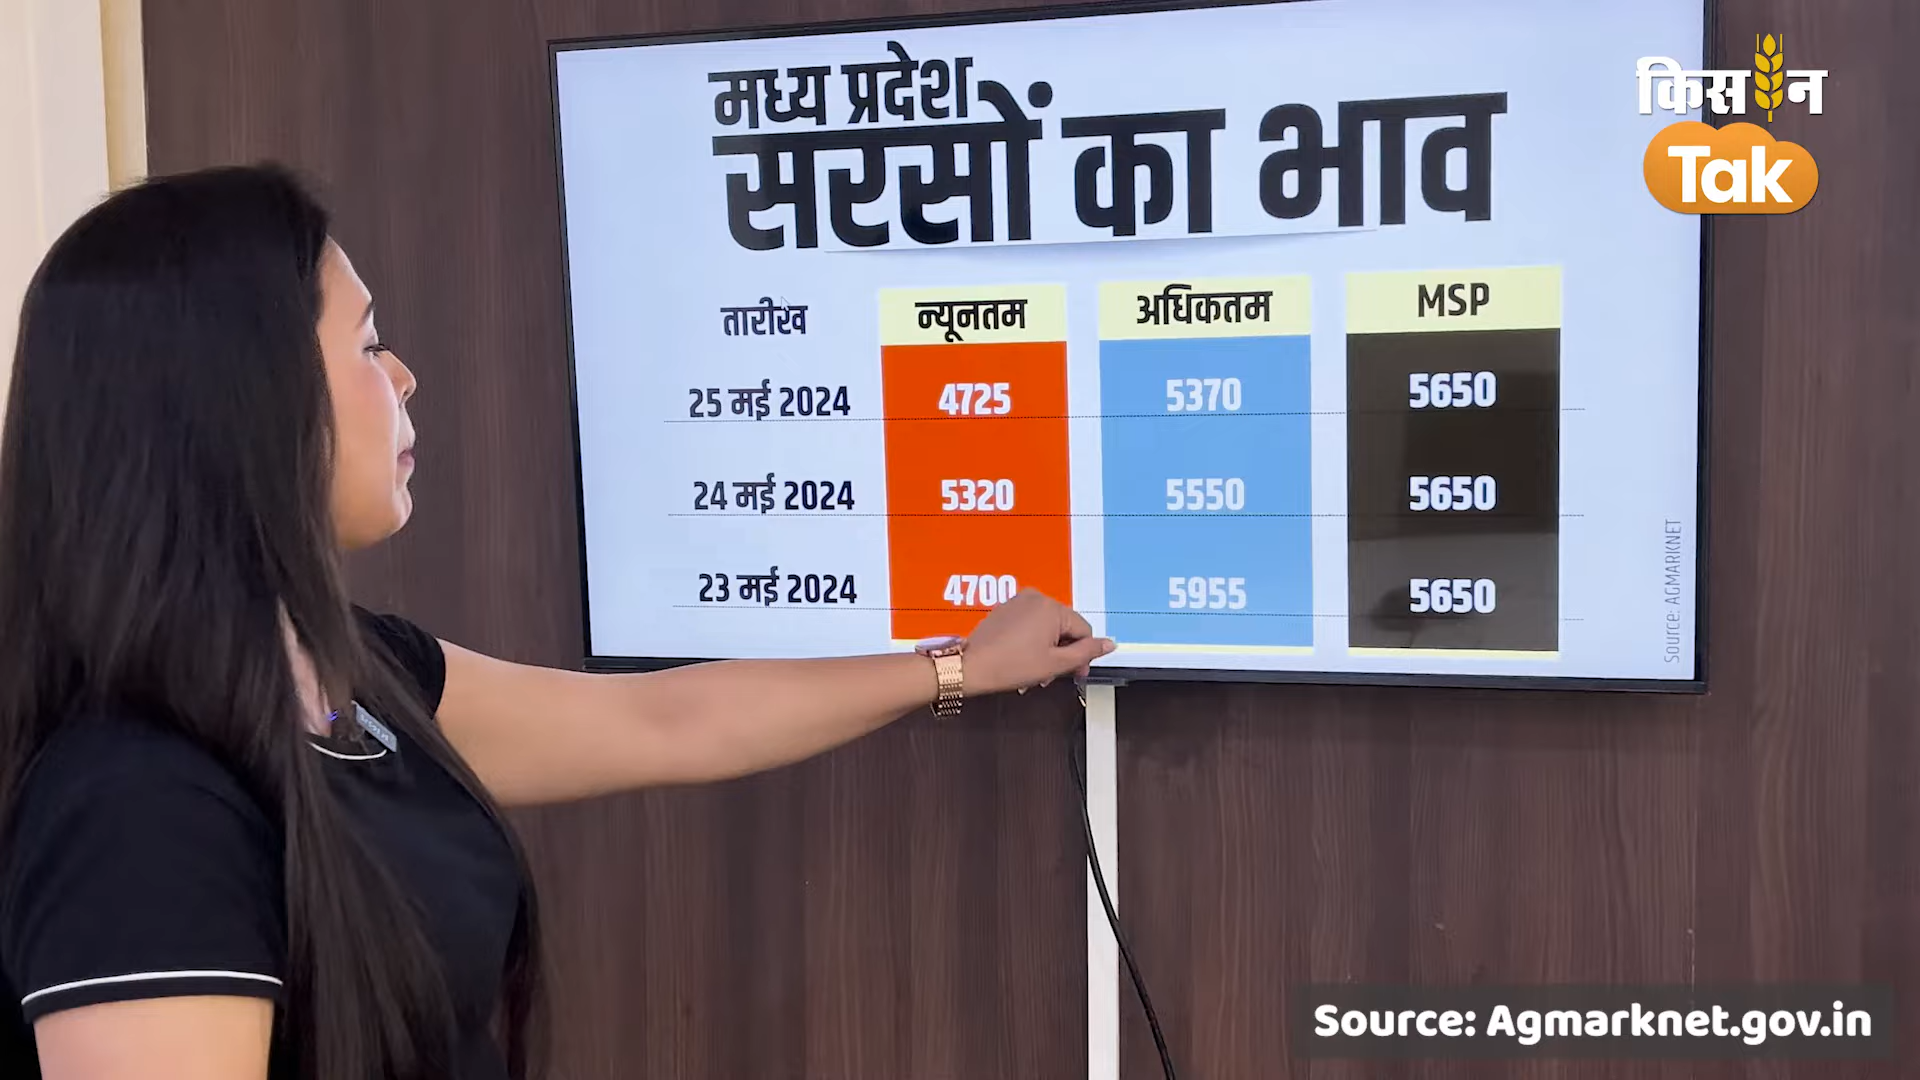 मध्य प्रदेश
सरसों का भाव
किसान
Tak
तारीख न्यूनतम अधिकतम MSP
25 मई 2024 4725 5370 5650
24 मई 2024 5320 5550 5650
23 मई 2024 4700 5955 5650
Source: AGMARKNET
Source: Agmarknet.gov.in